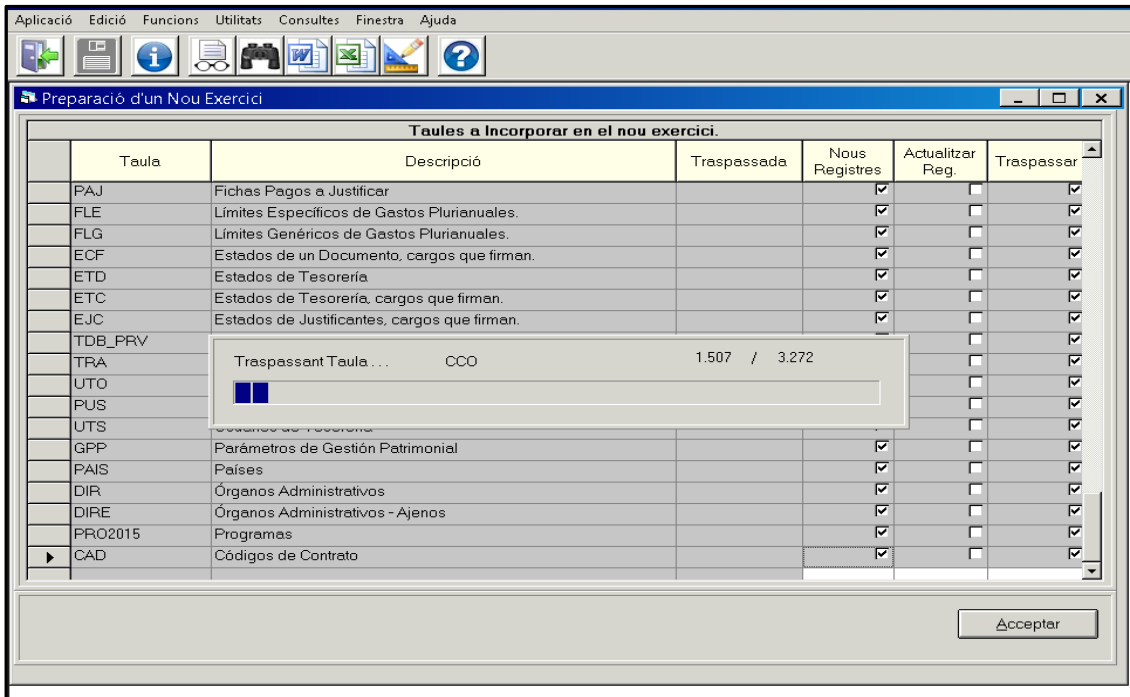 Aplicació Edició Funcions Utilitats Consultes Finestra Ajuda
Preparació d'un Nou Exercici
Taules a Incorporar en el nou exercici.
Taula Descripció Traspassada Nous Registres Actualitzar Reg. Traspassar
PAJ Fichas Pagos a Justificar
FLE Límites Específicos de Gastos Plurianuales.
FLG Límites Genéricos de Gastos Plurianuales.
ECF Estados de un Documento, cargos que firman.
ETD Estados de Tesorería
ETC Estados de Tesorería, cargos que firman.
EJC Estados de Justificantes, cargos que firman.
TDB_PRV
TRA
Traspassant Taula... CCO 1.507 / 3.272
UTO
PUS
UTS
GPP Parámetros de Gestión Patrimonial
PAIS Países
DIR Órganos Administrativos
DIRE Órganos Administrativos - Ajenos
PRO2015 Programas
CAD Códigos de Contrato
Acceptar